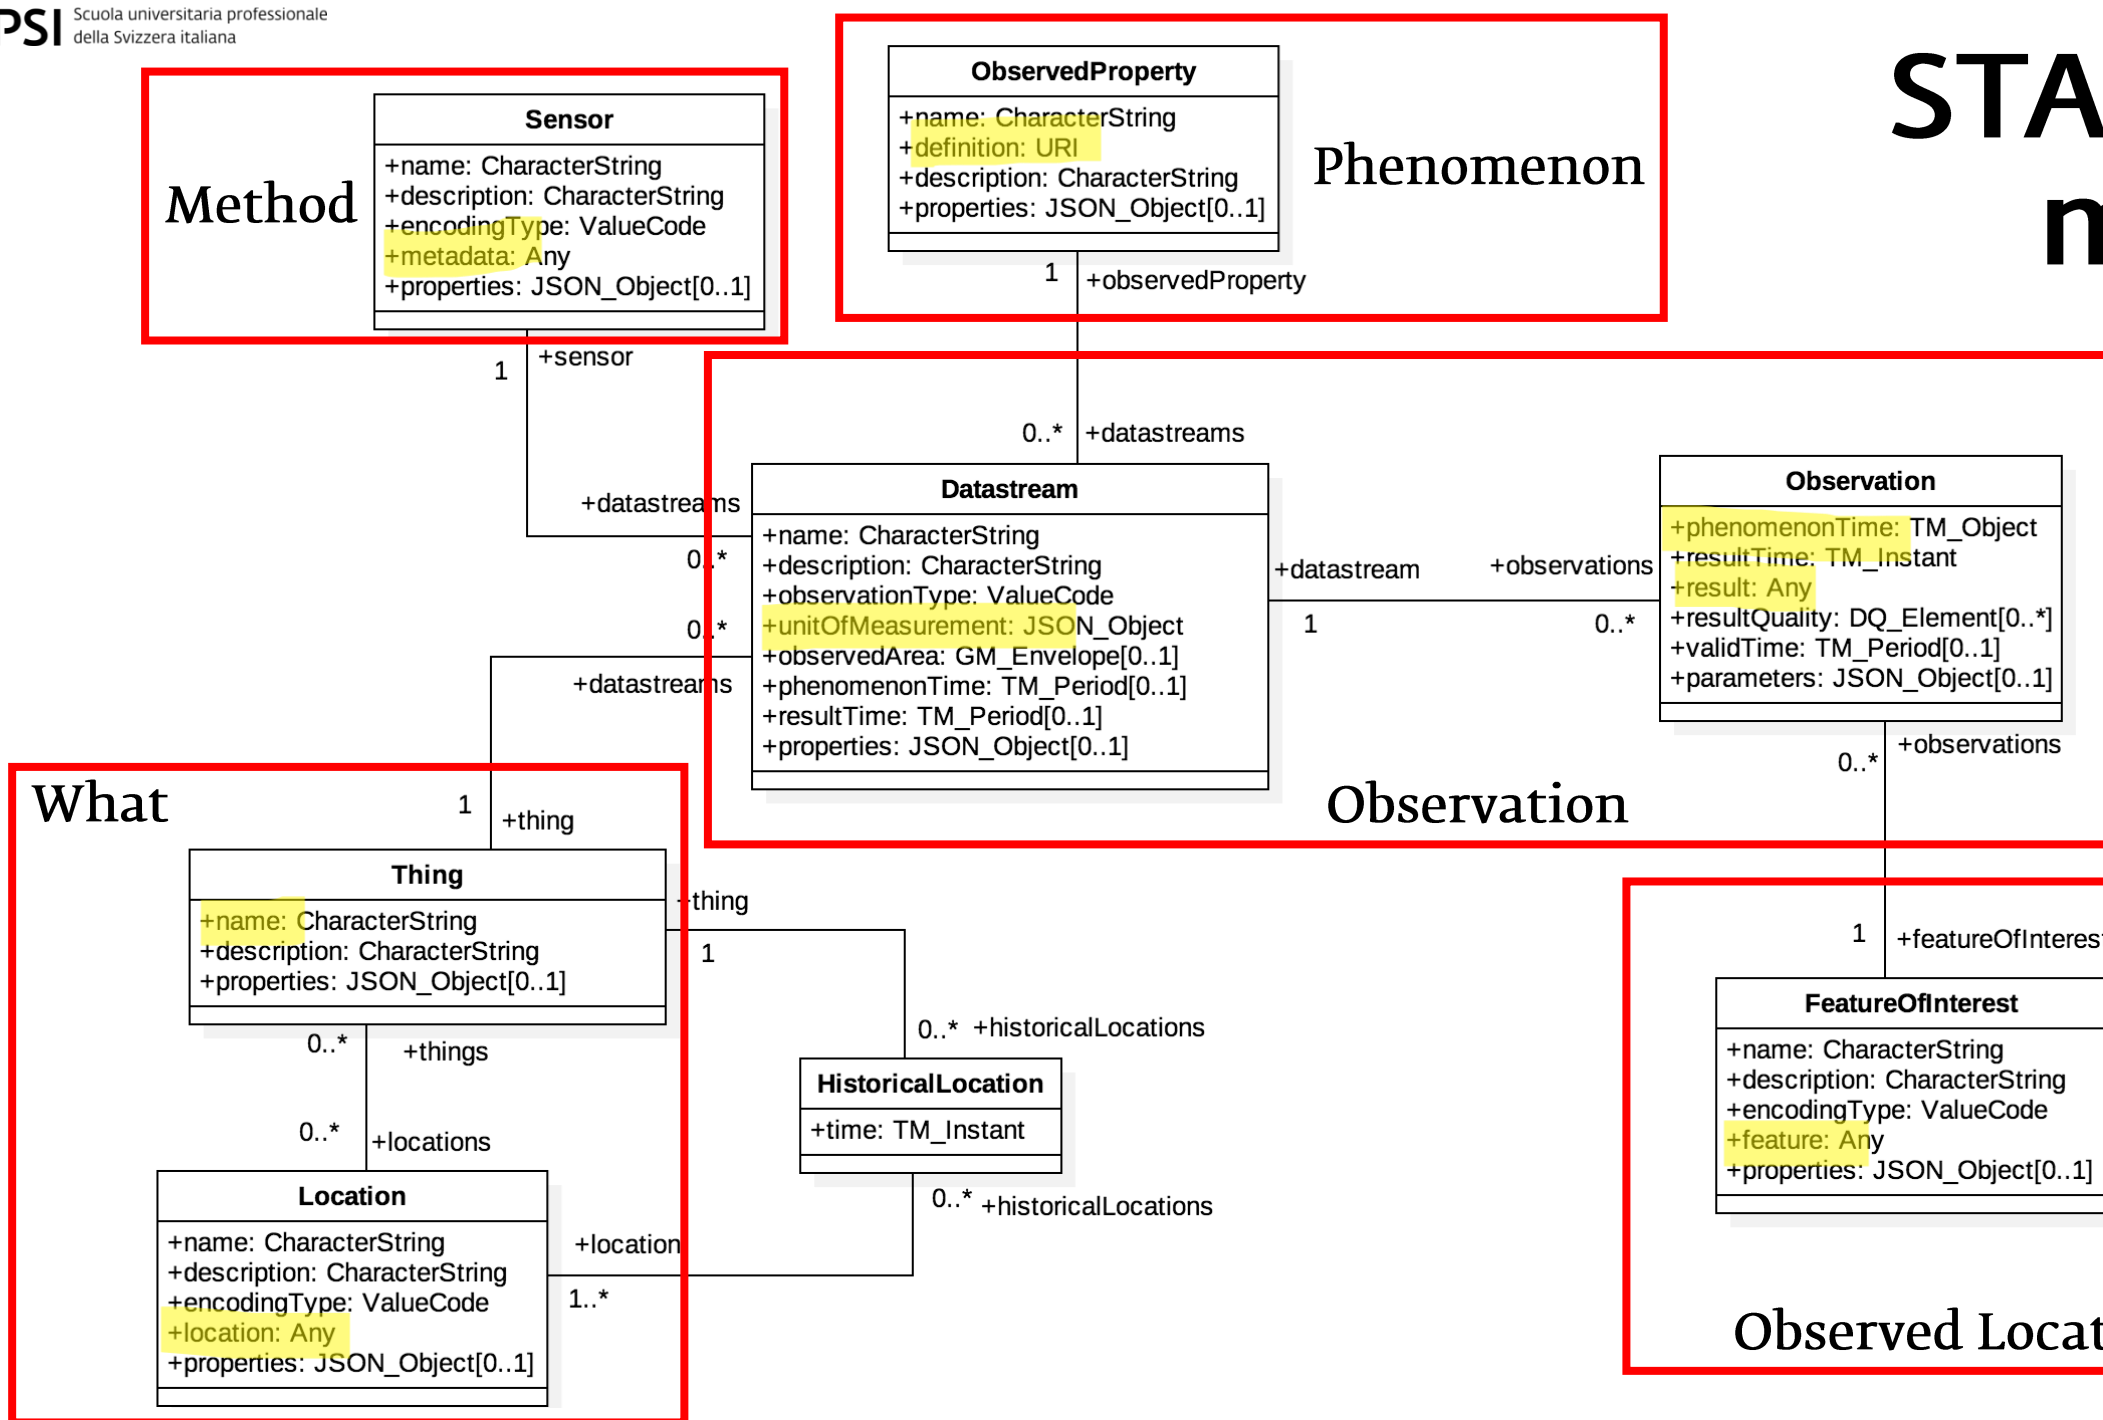 PSI
Scuola universitaria professionale
della Svizzera italiana
STA
Method
Sensor
+name: CharacterString
+description: CharacterString
+encodingType: ValueCode
+metadata: Any
+properties: JSON_Object[0..1]
ObservedProperty
+name: CharacterString
+definition: URI
+description: CharacterString
+properties: JSON_Object[0..1]
Phenomenon
1
+observedProperty
1
+sensor
0..*
+datastreams
+datastreams
0..*
Datastream
+name: CharacterString
+description: CharacterString
+observationType: ValueCode
+unitOfMeasurement: JSON_Object
+observedArea: GM_Envelope[0..1]
+phenomenonTime: TM_Period[0..1]
+resultTime: TM_Period[0..1]
+properties: JSON_Object[0..1]
+datastream
1
+observations
0..*
Observation
+phenomenonTime: TM_Object
+resultTime: TM_Instant
+result: Any
+resultQuality: DQ_Element[0..*]
+validTime: TM_Period[0..1]
+parameters: JSON_Object[0..1]
0..*
+datastreams
+observations
0..*
Observation
What
1
+thing
Thing
+name: CharacterString
+description: CharacterString
+properties: JSON_Object[0..1]
+thing
1
0..*
+things
0..*
+locations
0..* +historicalLocations
HistoricalLocation
+time: TM_Instant
0..* +historicalLocations
Location
+name: CharacterString
+description: CharacterString
+encodingType: ValueCode
+location: Any
+properties: JSON_Object[0..1]
+location
1..*
1
+featureOfInterest
FeatureOfInterest
+name: CharacterString
+description: CharacterString
+encodingType: ValueCode
+feature: Any
+properties: JSON_Object[0..1]
Observed Locat